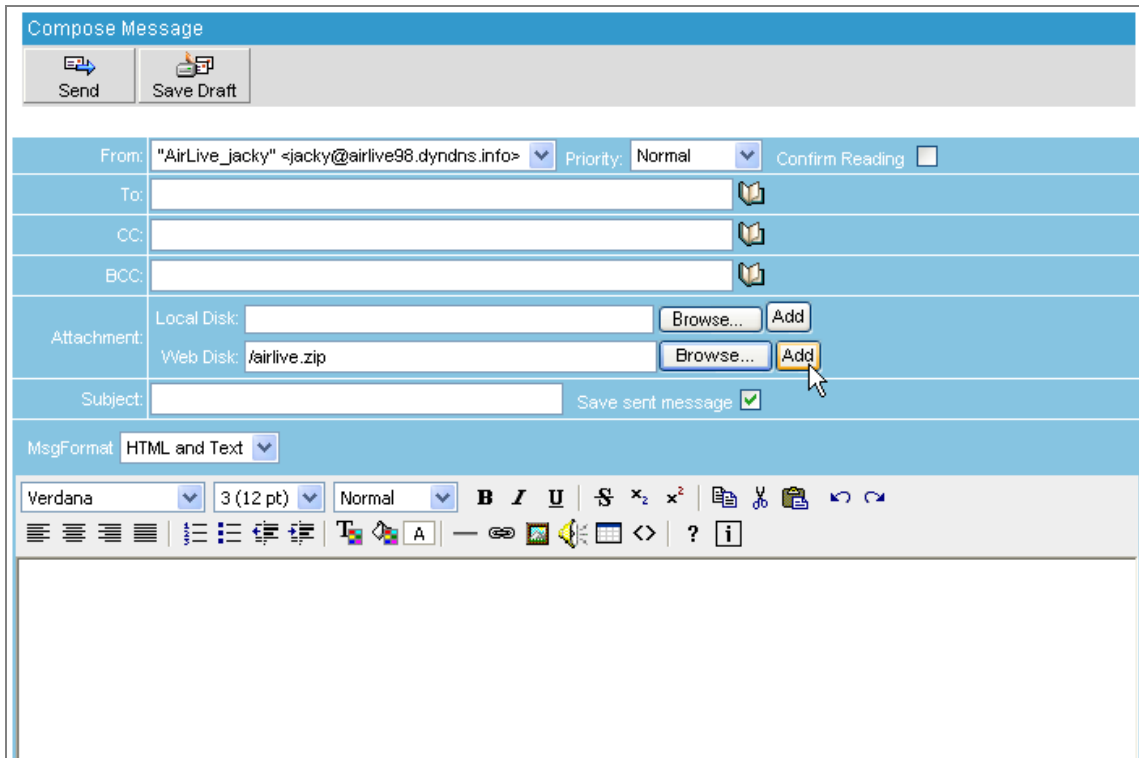 Compose Message
Send Save Draft
From: "AirLive_jacky" <jacky@airlive98.dyndns.info> Priority: Normal Confirm Reading
To:
CC:
BCC:
Attachment:
Local Disk: Browse... Add
Web Disk: /airlive.zip Browse... Add
Subject: Save sent message
MsgFormat HTML and Text
Verdana 3 (12 pt) Normal B I U S x₂ x²
T A ? i